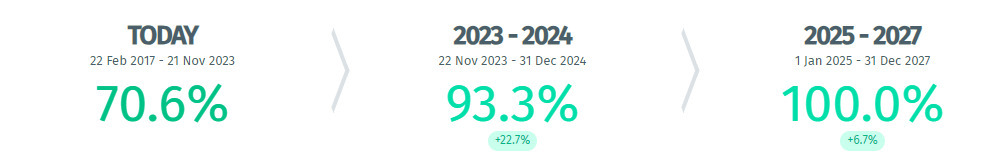 TODAY
22 Feb 2017 - 21 Nov 2023
70.6%
2023 - 2024
22 Nov 2023 - 31 Dec 2024
93.3%
+22.7%
2025 - 2027
1 Jan 2025 - 31 Dec 2027
100.0%
+6.7%